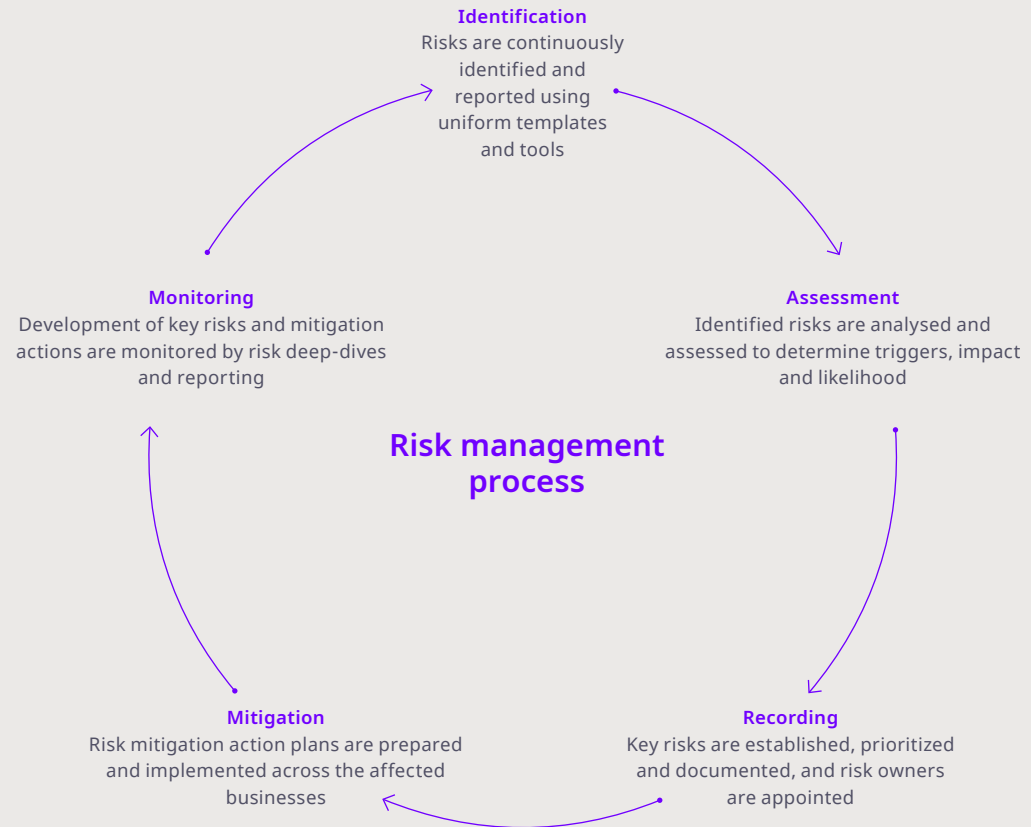 Identification
Risks are continuously
identified and
reported using
uniform templates
and tools
Monitoring
Development of key risks and mitigation
actions are monitored by risk deep-dives
and reporting
Assessment
Identified risks are analysed and
assessed to determine triggers, impact
and likelihood
Risk management
process
Mitigation
Risk mitigation action plans are prepared
and implemented across the affected
businesses
Recording
Key risks are established, prioritized
and documented, and risk owners
are appointed